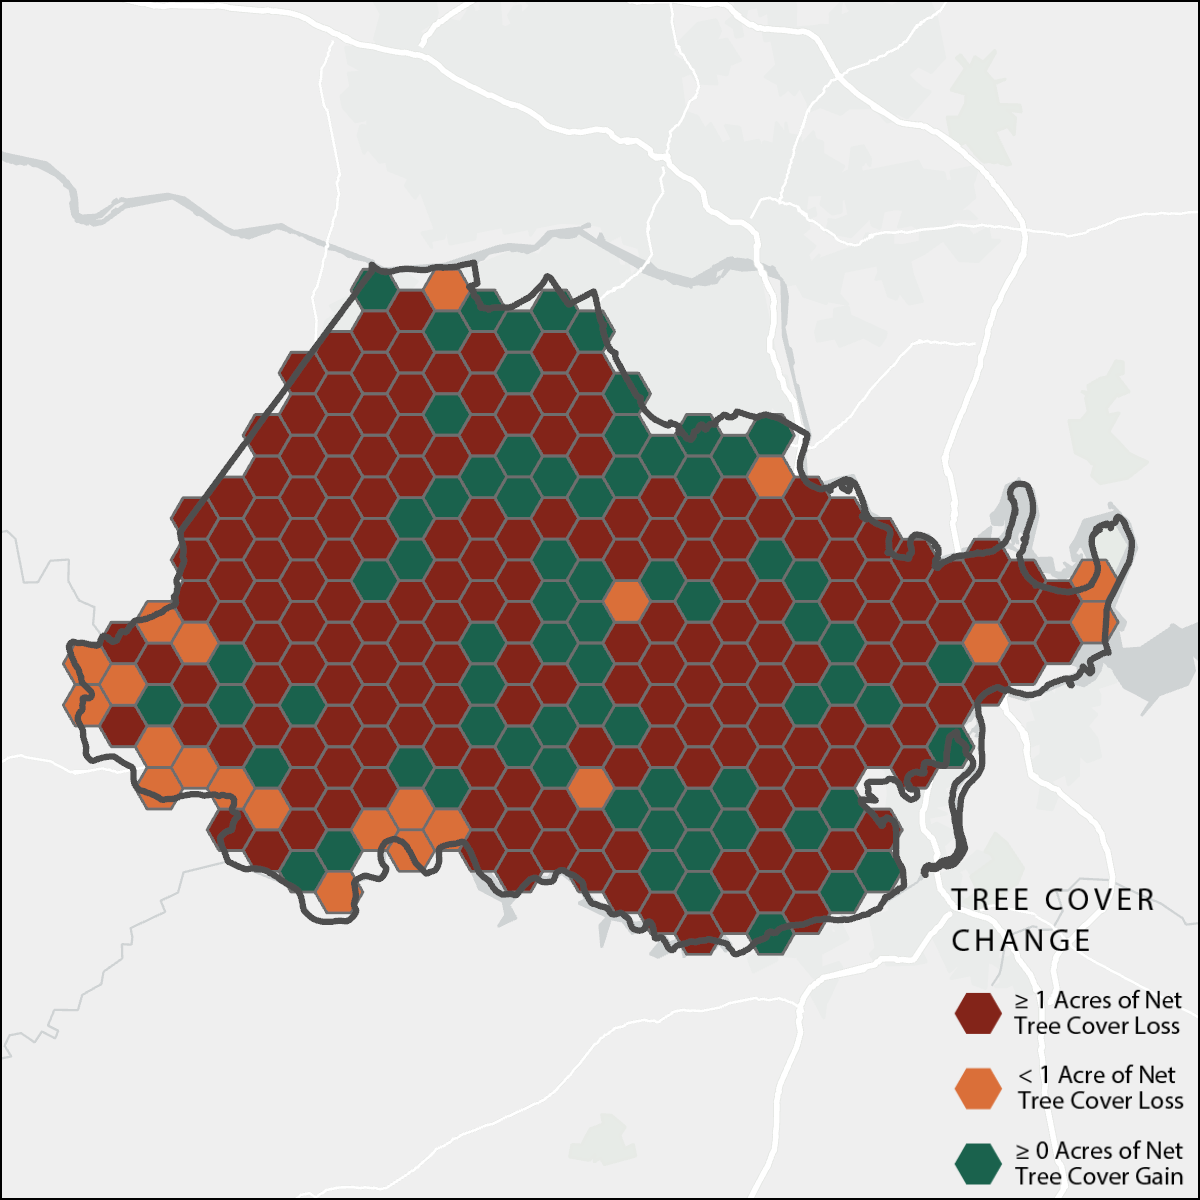 TREE COVER
CHANGE
≥ 1 Acres of Net
Tree Cover Loss
< 1 Acre of Net
Tree Cover Loss
≥ 0 Acres of Net
Tree Cover Gain